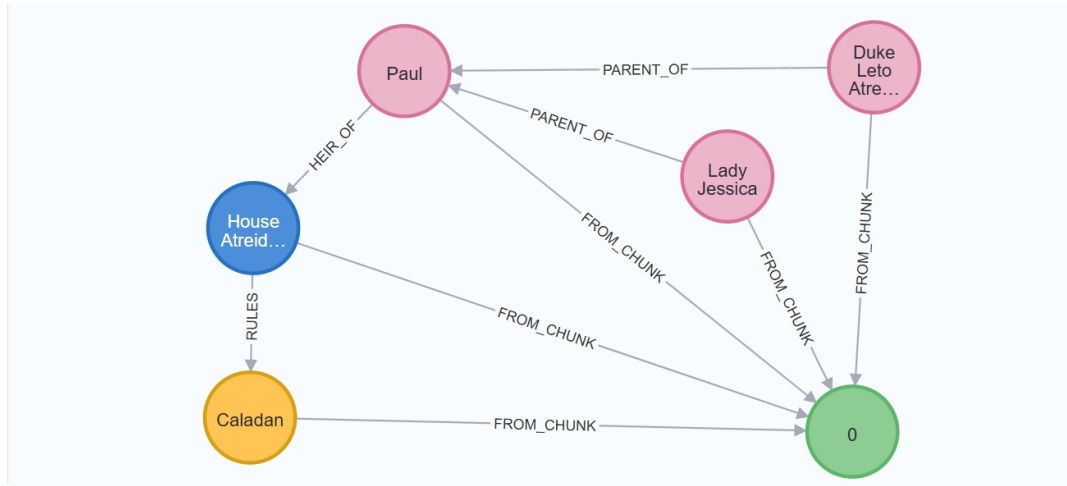 Paul
PARENT_OF
Duke
Leto
Atre…
PARENT_OF
Lady
Jessica
HEIR_OF
House
Atreid…
FROM_CHUNK
FROM_CHUNK
FROM_CHUNK
RULES
FROM_CHUNK
Caladan
FROM_CHUNK
0